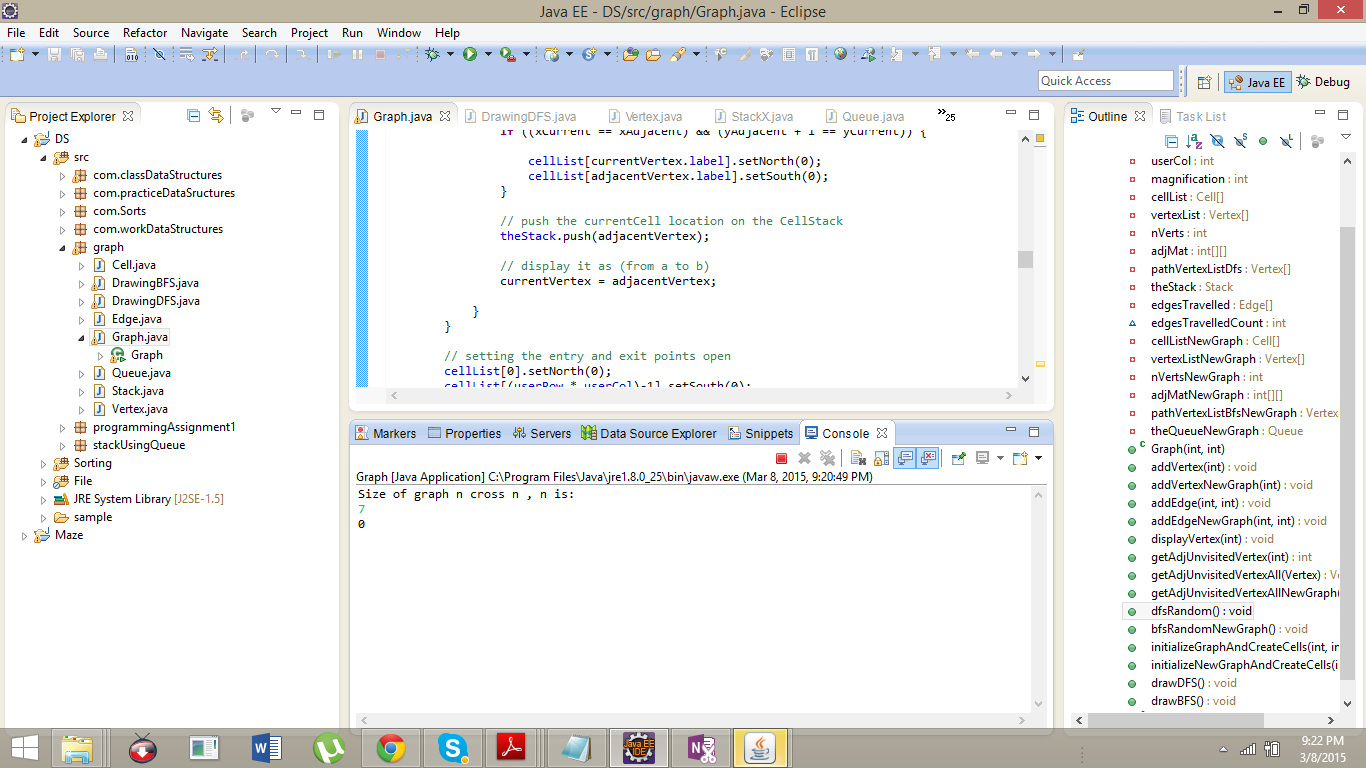 Java EE - DS/src/graph/Graph.java - Eclipse
File Edit Source Refactor Navigate Search Project Run Window Help
Quick Access
Java EE
Debug
Project Explorer
DS
src
com.classDataStructures
com.practiceDataSructures
com.Sorts
com.workDataStructures
graph
Cell.java
DrawingBFS.java
DrawingDFS.java
Edge.java
Graph.java
Graph
Queue.java
Stack.java
Vertex.java
programmingAssignment1
stackUsingQueue
Sorting
File
JRE System Library [J2SE-1.5]
sample
Maze
Graph.java DrawingDFS.java Vertex.java StackX.java Queue.java »25
if ((xCurrent == xAdjacent) && (yAdjacent + 1 == yCurrent)) {
cellList[currentVertex.label].setNorth(0);
cellList[adjacentVertex.label].setSouth(0);
}
// push the currentCell location on the CellStack
theStack.push(adjacentVertex);
// display it as (from a to b)
currentVertex = adjacentVertex;
}
}
// setting the entry and exit points open
cellList[0].setNorth(0);
cellList[(userRow * userCol)-1].setSouth(0);
Markers Properties Servers Data Source Explorer Snippets Console
Graph [Java Application] C:\Program Files\Java\jre1.8.0_25\bin\javaw.exe (Mar 8, 2015, 9:20:49 PM)
Size of graph n cross n , n is:
7
0
Outline Task List
userCol : int
magnification : int
cellList : Cell[]
vertexList : Vertex[]
nVerts : int
adjMat : int[][]
pathVertexListDfs : Vertex[]
theStack : Stack
edgesTravelled : Edge[]
edgesTravelledCount : int
cellListNewGraph : Cell[]
vertexListNewGraph : Vertex[]
nVertsNewGraph : int
adjMatNewGraph : int[][]
pathVertexListBfsNewGraph : Vertex
theQueueNewGraph : Queue
Graph(int, int)
addVertex(int) : void
addVertexNewGraph(int) : void
addEdge(int, int) : void
addEdgeNewGraph(int, int) : void
displayVertex(int) : void
getAdjUnvisitedVertex(int) : int
getAdjUnvisitedVertexAll(Vertex) : Ve
getAdjUnvisitedVertexAllNewGraph(
dfsRandom() : void
bfsRandomNewGraph() : void
initializeGraphAndCreateCells(int, in
initializeNewGraphAndCreateCells(i
drawDFS() : void
drawBFS() : void
Java EE
IDE
9:22 PM
3/8/2015